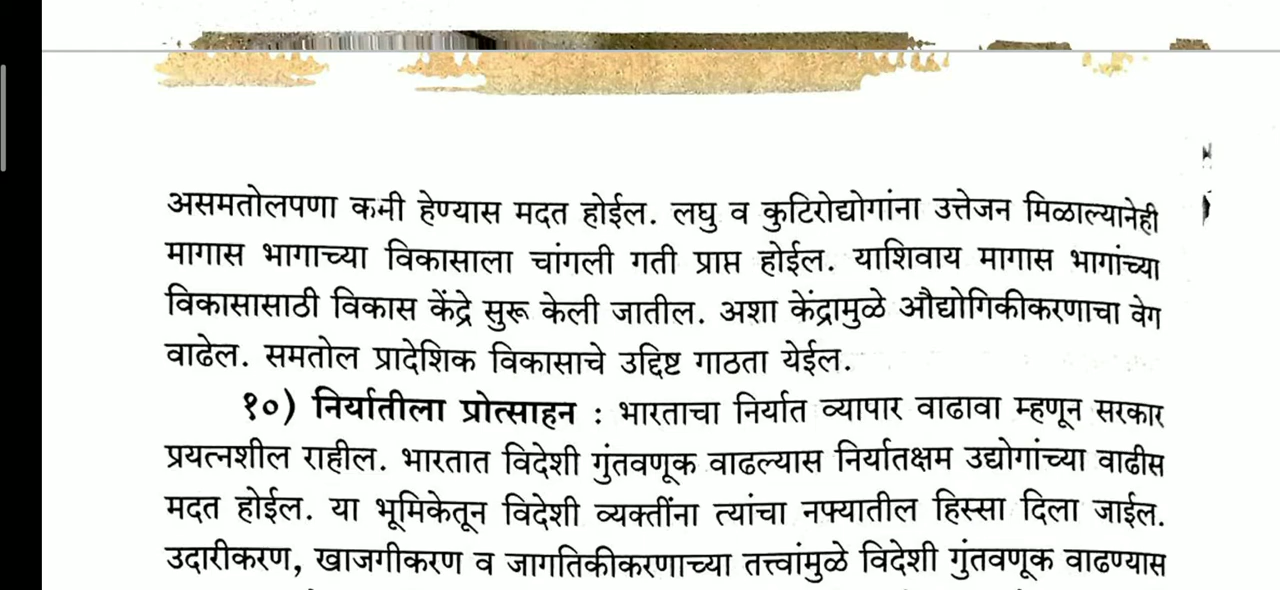 असमतोलपणा कमी हेण्यास मदत होईल. लघु व कुटिरोद्योगांना उत्तेजन मिळाल्यानेही
मागास भागाच्या विकासाला चांगली गती प्राप्त होईल. याशिवाय मागास भागांच्या
विकासासाठी विकास केंद्रे सुरू केली जातील. अशा केंद्रामुळे औद्योगिकीकरणाचा वेग
वाढेल. समतोल प्रादेशिक विकासाचे उद्दिष्ट गाठता येईल.
१०) निर्यातीला प्रोत्साहन : भारताचा निर्यात व्यापार वाढावा म्हणून सरकार
प्रयत्नशील राहील. भारतात विदेशी गुंतवणूक वाढल्यास निर्यातक्षम उद्योगांच्या वाढीस
मदत होईल. या भूमिकेतून विदेशी व्यक्तींना त्यांचा नफ्यातील हिस्सा दिला जाईल.
उदारीकरण, खाजगीकरण व जागतिकीकरणाच्या तत्त्वांमुळे विदेशी गुंतवणूक वाढण्यास